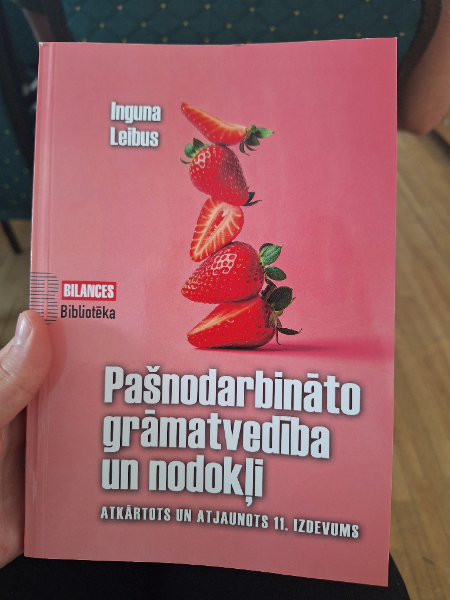 Inguna
Leibus
BILANCES
Bibliotēka
Pašnodarbināto
grāmatvedība
un nodokļi
ATKĀRTOTS UN ATJAUNOTS 11. IZDEVUMS